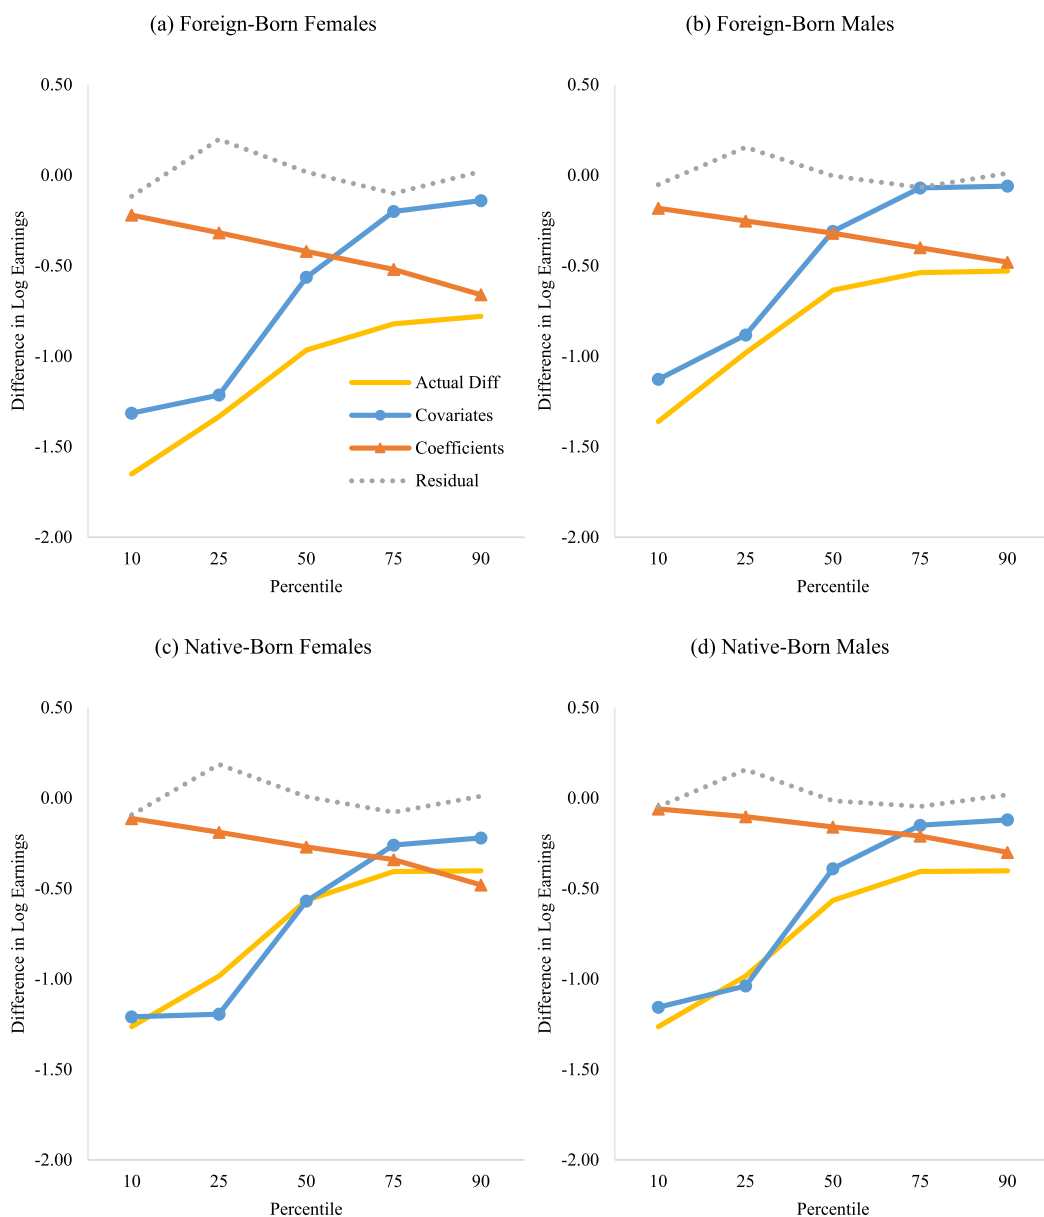 (a) Foreign-Born Females
0.50
0.00
-0.50
-1.00
-1.50
-2.00
Difference in Log Earnings
10 25 50 75 90
Percentile
Actual Diff
Covariates
Coefficients
Residual
(b) Foreign-Born Males
0.50
0.00
-0.50
-1.00
-1.50
-2.00
Difference in Log Earnings
10 25 50 75 90
Percentile
(c) Native-Born Females
0.50
0.00
-0.50
-1.00
-1.50
-2.00
Difference in Log Earnings
10 25 50 75 90
Percentile
(d) Native-Born Males
0.50
0.00
-0.50
-1.00
-1.50
-2.00
Difference in Log Earnings
10 25 50 75 90
Percentile